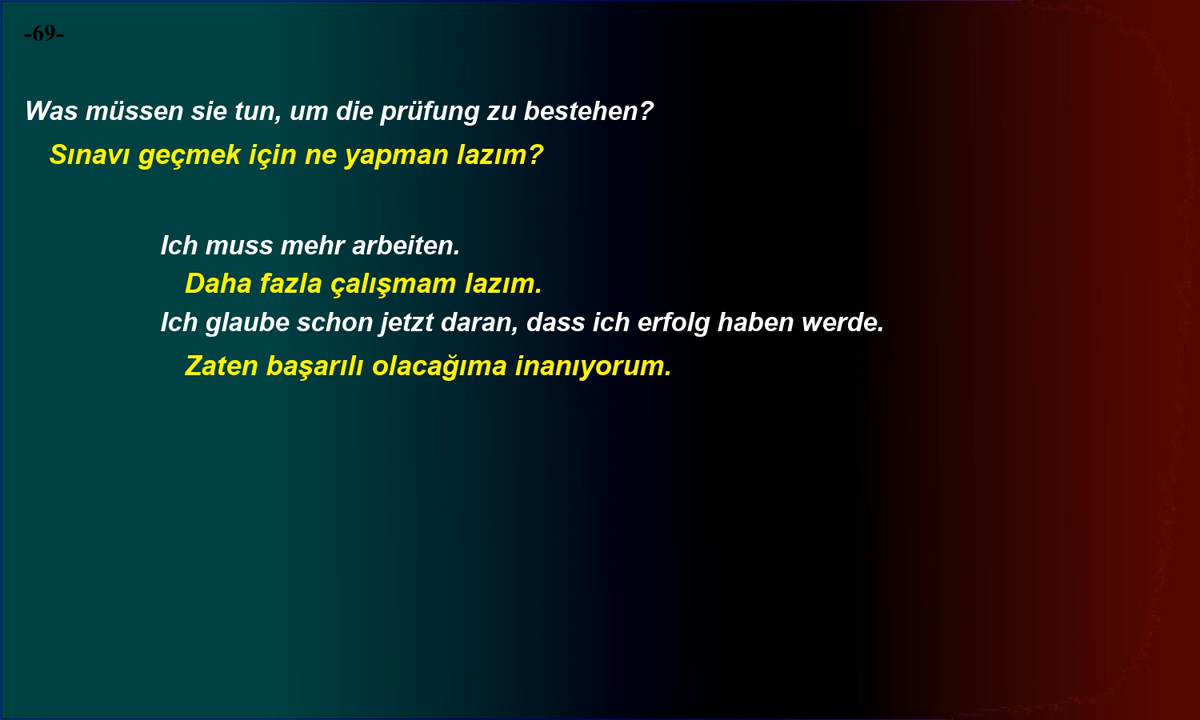 -69-
Was müssen sie tun, um die prüfung zu bestehen?
Sınavı geçmek için ne yapman lazım?
Ich muss mehr arbeiten.
Daha fazla çalışmam lazım.
Ich glaube schon jetzt daran, dass ich erfolg haben werde.
Zaten başarılı olacağıma inanıyorum.